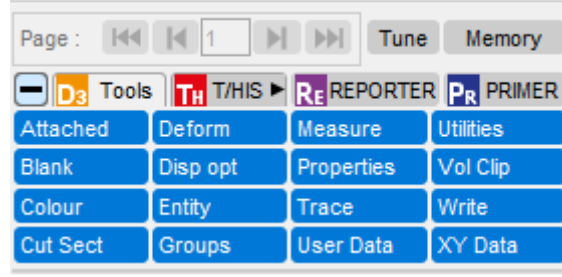 Page : 1 Tune Memory
D3 Tools TH T/HIS RE REPORTER PR PRIMER
Attached Deform Measure Utilities
Blank Disp opt Properties Vol Clip
Colour Entity Trace Write
Cut Sect Groups User Data XY Data